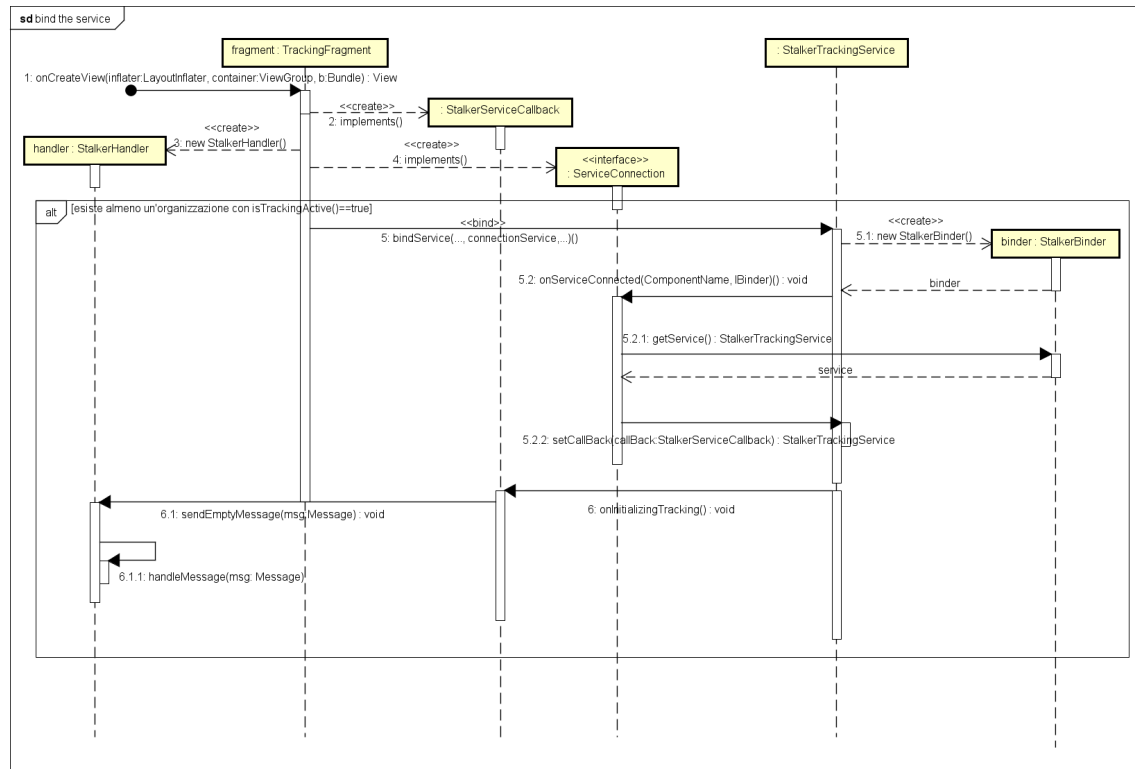 sd bind the service
fragment : TrackingFragment
: StalkerTrackingService
1: onCreateView(inflater:LayoutInflater, container:ViewGroup, b:Bundle) : View
<<create>>
2: implements()
: StalkerServiceCallback
<<create>>
3: new StalkerHandler()
handler : StalkerHandler
<<create>>
4: implements()
<<interface>>
: ServiceConnection
alt
[esiste almeno un'organizzazione con isTrackingActive()==true]
<<bind>>
5: bindService(..., connectionService,...)()
<<create>>
5.1: new StalkerBinder()
binder : StalkerBinder
5.2: onServiceConnected(ComponentName, IBinder)() : void
binder
5.2.1: getService() : StalkerTrackingService
service
5.2.2: setCallBack(callBack:StalkerServiceCallback) : StalkerTrackingService
6.1: sendEmptyMessage(msg:Message) : void
6: onInitializingTracking() : void
6.1.1: handleMessage(msg: Message)